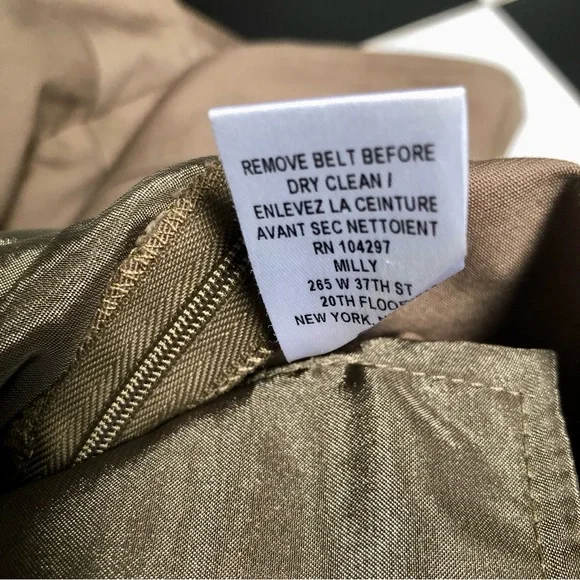 REMOVE BELT BEFORE
DRY CLEAN /
ENLEVEZ LA CEINTURE
AVANT SEC NETTOIENT
RN 104297
MILLY
265 W 37TH ST
20TH FLOOR
NEW YORK,